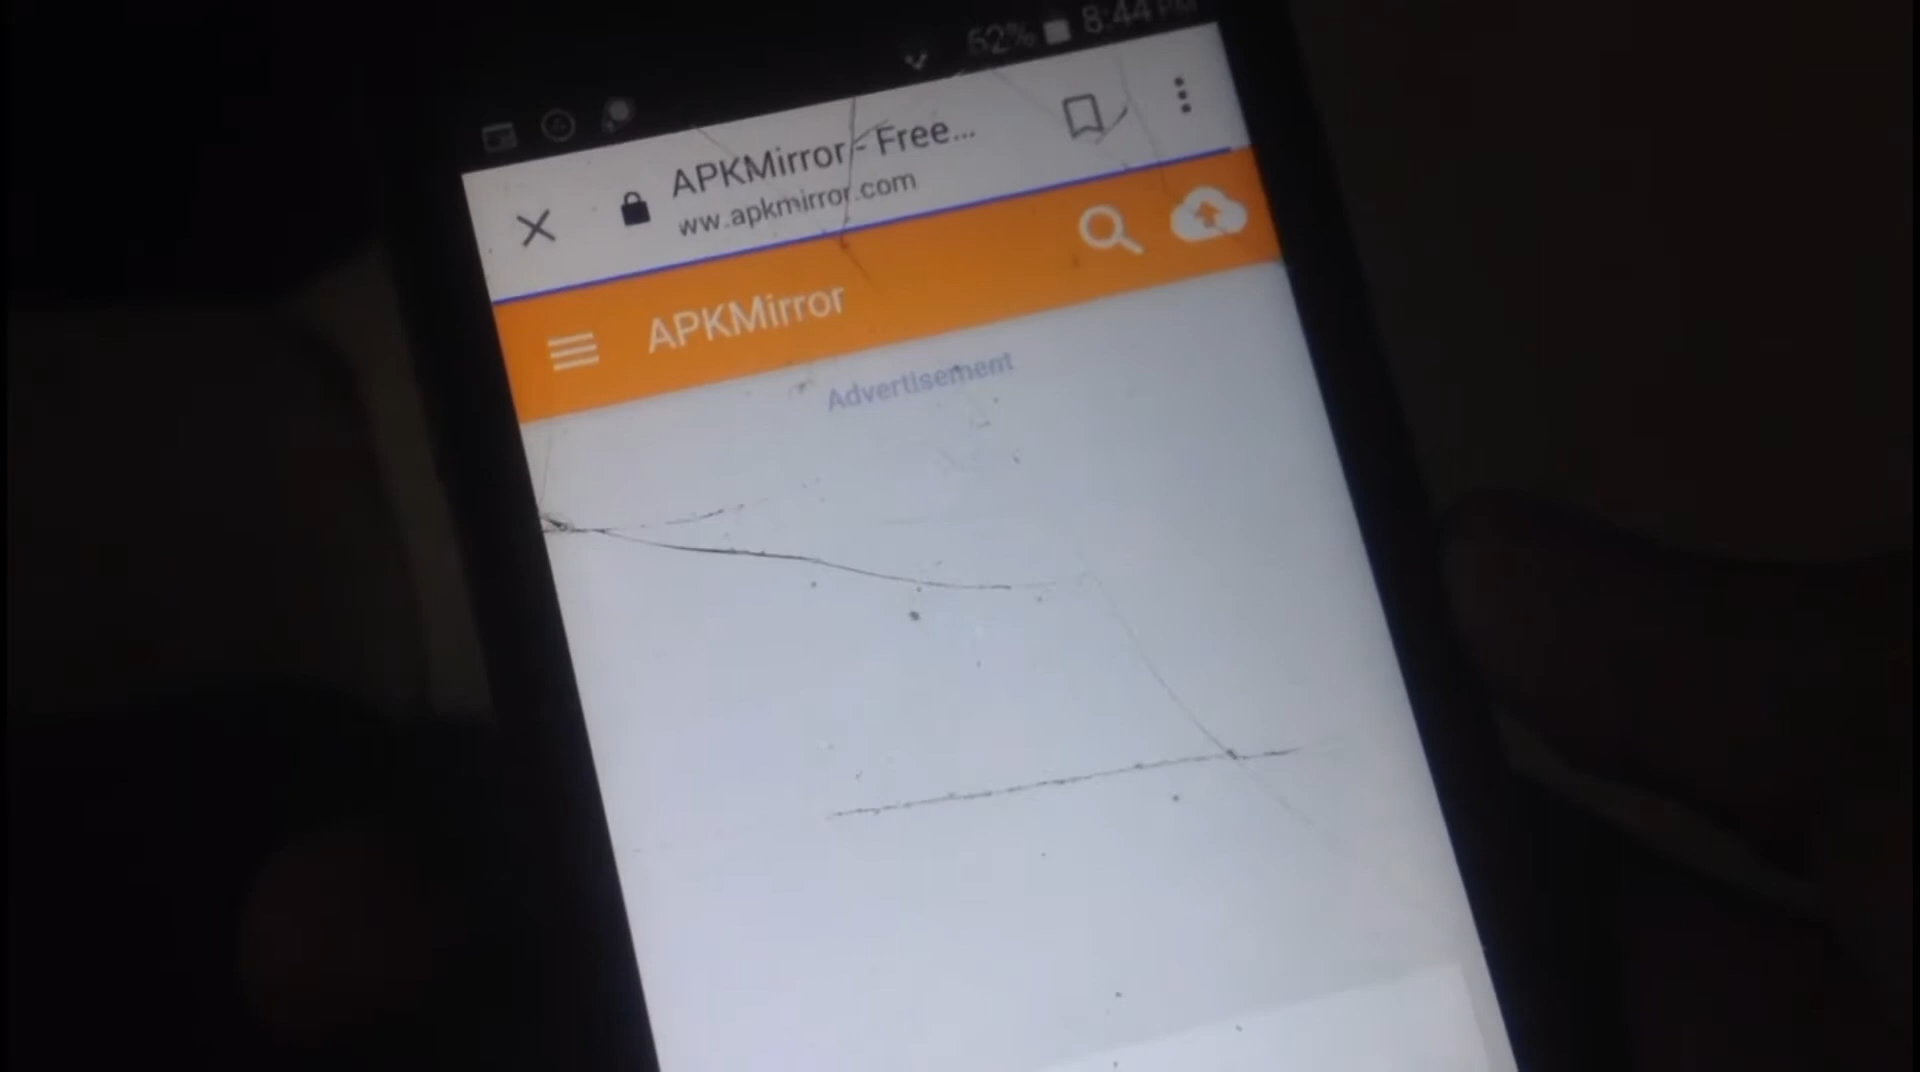 52% 8:44 PM
APKMirror - Free...
ww.apkmirror.com
APKMirror
Advertisement